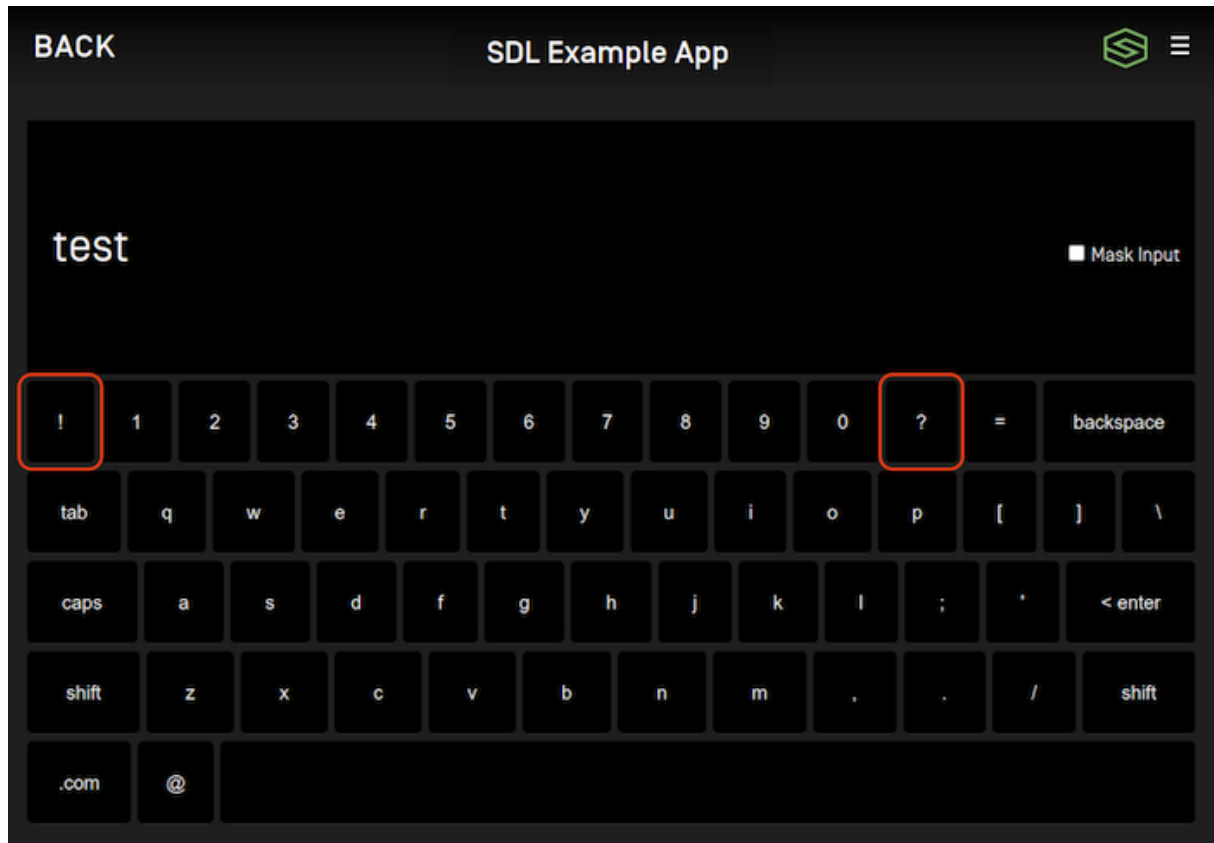 BACK SDL Example App
test Mask Input
! 1 2 3 4 5 6 7 8 9 0 ? = backspace
tab q w e r t y u i o p [ ] \
caps a s d f g h j k l ; ' < enter
shift z x c v b n m , . / shift
.com @